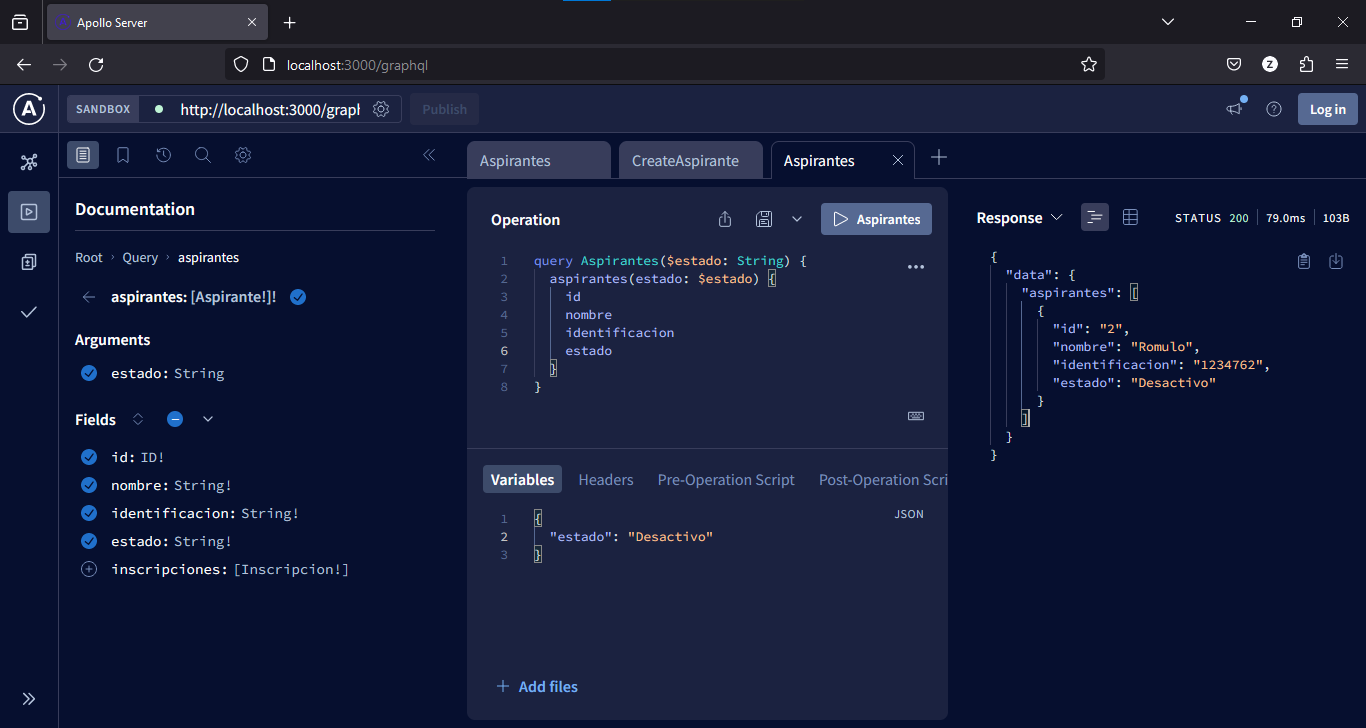 Apollo Server
localhost:3000/graphql
SANDBOX
http://localhost:3000/graph
Publish
Log in
Documentation
Root › Query › aspirantes
aspirantes: [Aspirante!]!
Arguments
estado: String
Fields
id: ID!
nombre: String!
identificacion: String!
estado: String!
inscripciones: [Inscripcion!]
Aspirantes
CreateAspirante
Aspirantes
Operation
Aspirantes
1 query Aspirantes($estado: String) {
2 aspirantes(estado: $estado) {
3 id
4 nombre
5 identificacion
6 estado
7 }
8 }
Variables Headers Pre-Operation Script Post-Operation Scri
JSON
1 {
2 "estado": "Desactivo"
3 }
Add files
Response
STATUS 200 79.0ms 103B
{
"data": {
"aspirantes": [
{
"id": "2",
"nombre": "Romulo",
"identificacion": "1234762",
"estado": "Desactivo"
}
]
}
}